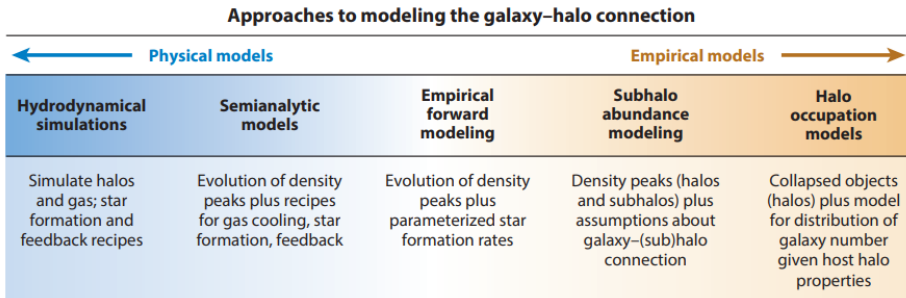 Approaches to modeling the galaxy–halo connection
Physical models
Empirical models
Hydrodynamical
simulations
Semianalytic
models
Empirical
forward
modeling
Subhalo
abundance
modeling
Halo
occupation
models
Simulate halos
and gas; star
formation and
feedback recipes
Evolution of density
peaks plus recipes
for gas cooling, star
formation, feedback
Evolution of density
peaks plus
parameterized star
formation rates
Density peaks (halos
and subhalos) plus
assumptions about
galaxy–(sub)halo
connection
Collapsed objects
(halos) plus model
for distribution of
galaxy number
given host halo
properties